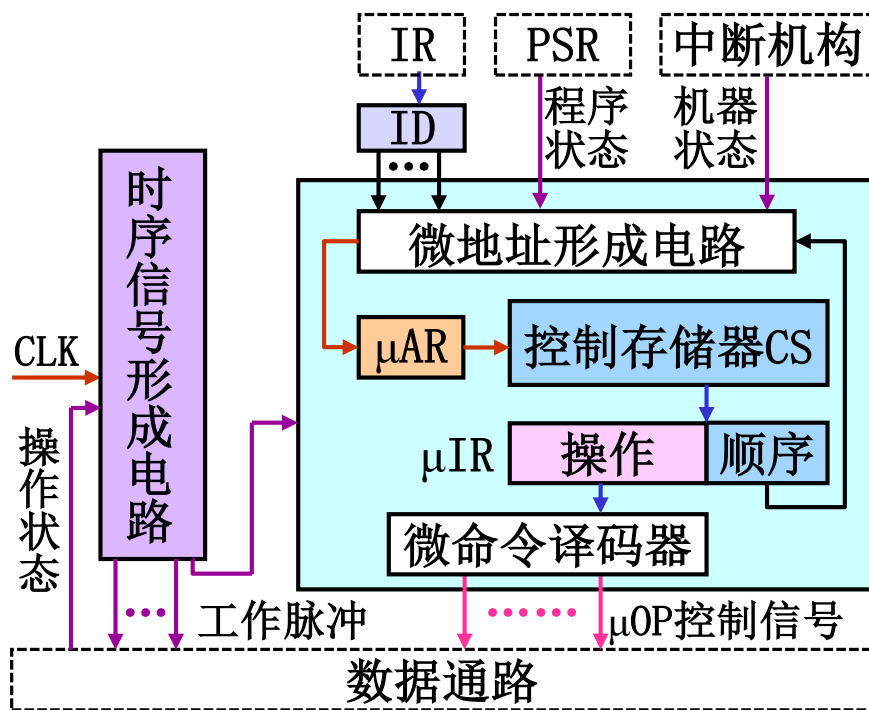 IR
PSR
中断机构
ID
程序状态
机器状态
时序信号形成电路
微地址形成电路
CLK
μAR
控制存储器CS
操作状态
μIR
操作
顺序
微命令译码器
工作脉冲
μOP控制信号
数据通路